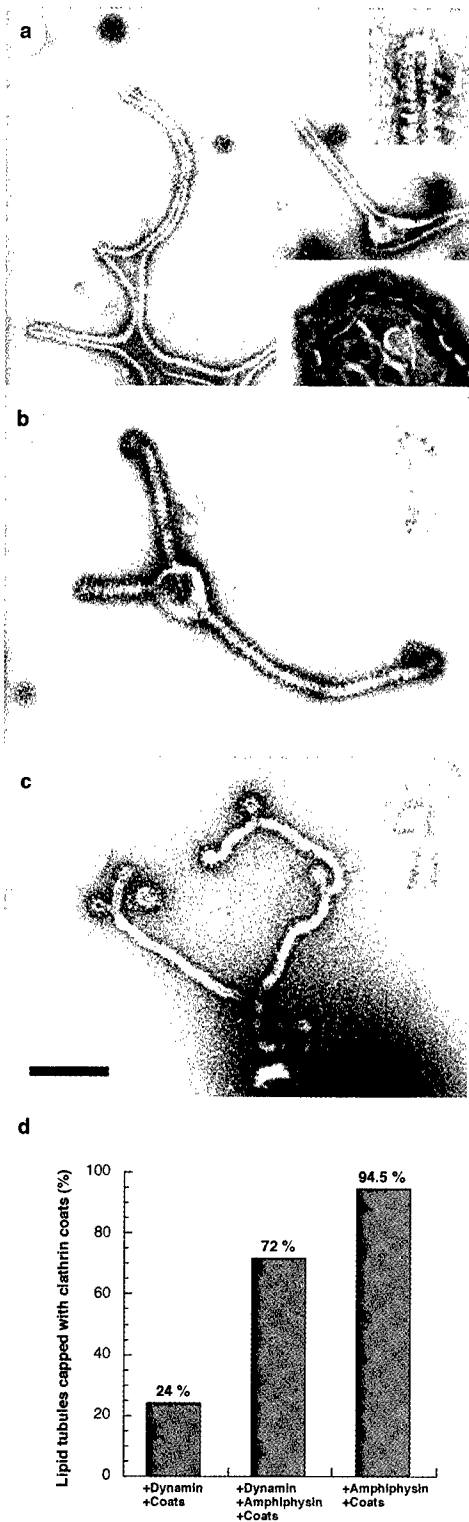 a
b
c
d
Lipid tubules capped with clathrin coats (%)
100
80
60
40
20
0
24 %
72 %
94.5 %
+Dynamin
+Coats
+Dynamin
+Amphiphysin
+Coats
+Amphiphysin
+Coats